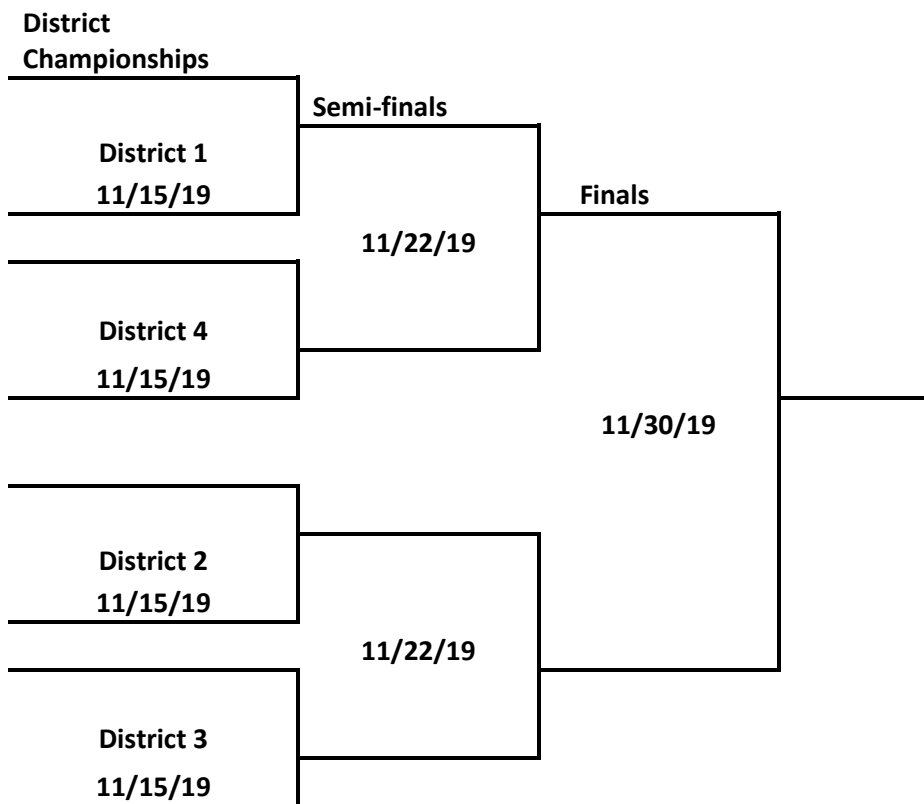 District
Championships
Semi-finals
District 1
11/15/19
Finals
11/22/19
District 4
11/15/19
11/30/19
District 2
11/15/19
11/22/19
District 3
11/15/19